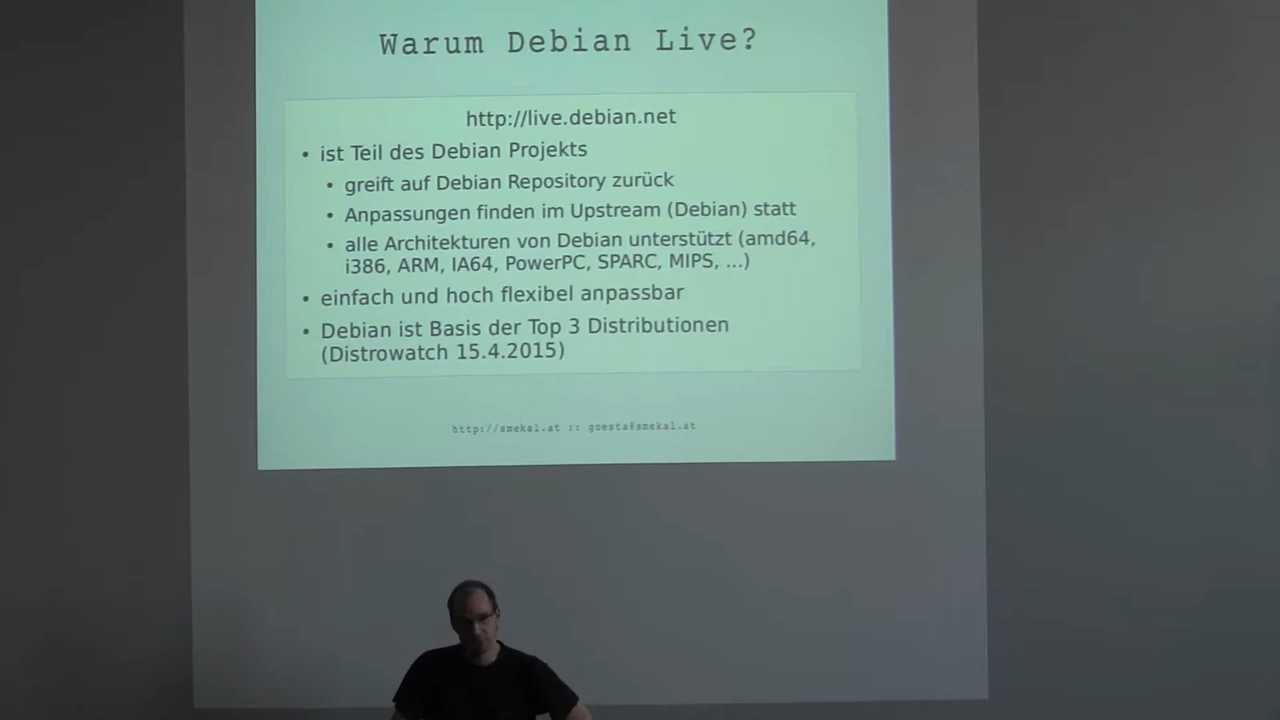 Warum Debian Live?
http://live.debian.net
• ist Teil des Debian Projekts
• greift auf Debian Repository zurück
• Anpassungen finden im Upstream (Debian) statt
• alle Architekturen von Debian unterstützt (amd64,
i386, ARM, IA64, PowerPC, SPARC, MIPS, ...)
• einfach und hoch flexibel anpassbar
• Debian ist Basis der Top 3 Distributionen
(Distrowatch 15.4.2015)
http://smekal.at :: goesta@smekal.at